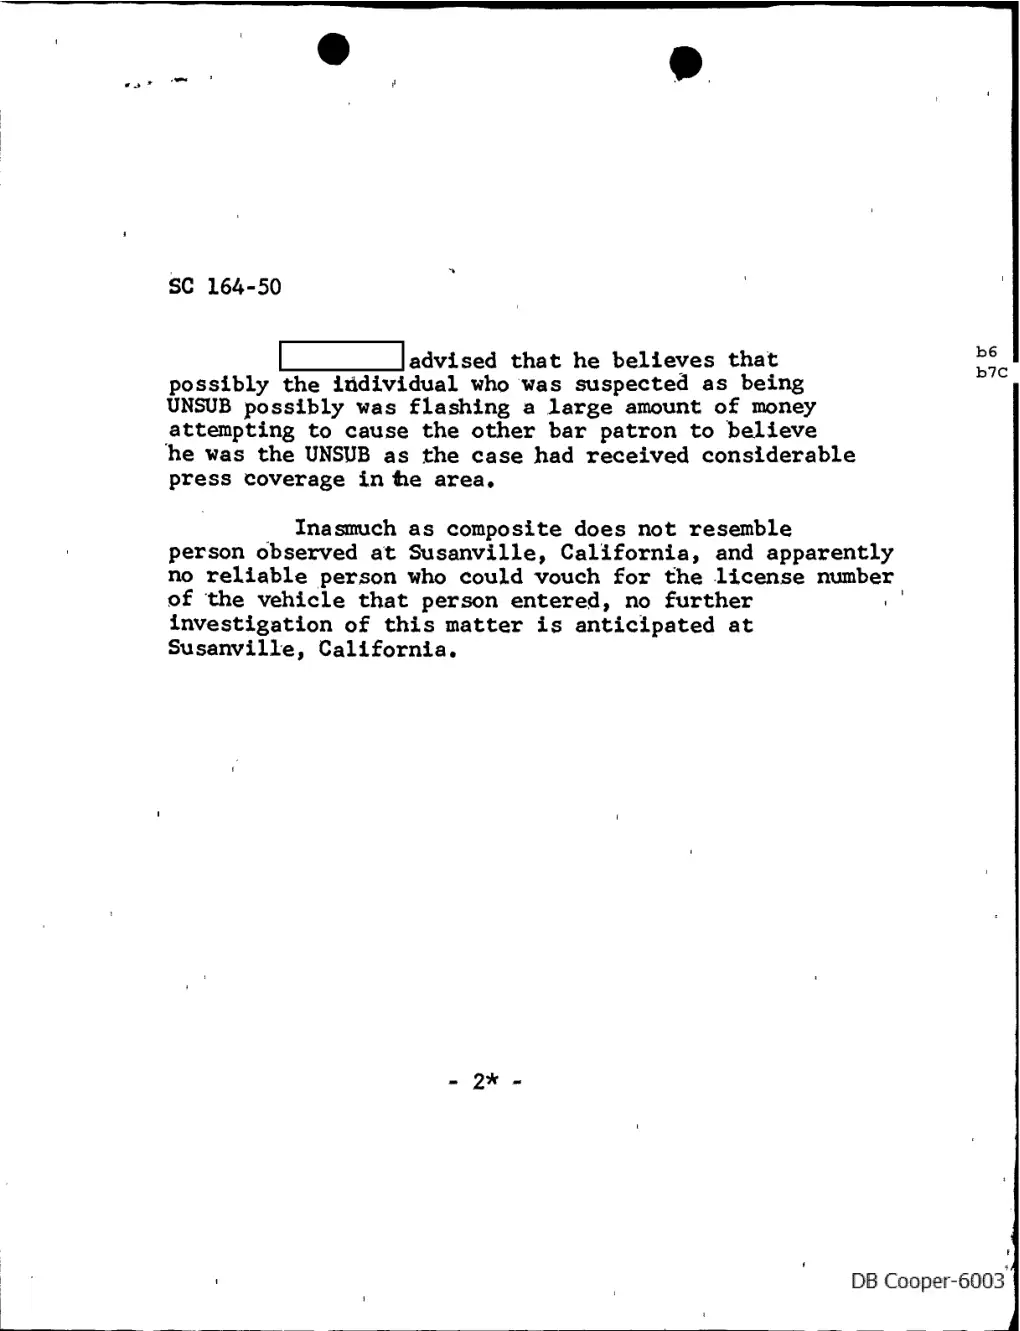 SC 164-50
advised that he believes that
b6
b7C
possibly the individual who was suspected as being
UNSUB possibly was flashing a large amount of money
attempting to cause the other bar patron to believe
he was the UNSUB as the case had received considerable
press coverage in the area.
Inasmuch as composite does not resemble
person observed at Susanville, California, and apparently
no reliable person who could vouch for the license number
of the vehicle that person entered, no further
investigation of this matter is anticipated at
Susanville, California.
- 2* -
DB Cooper-6003